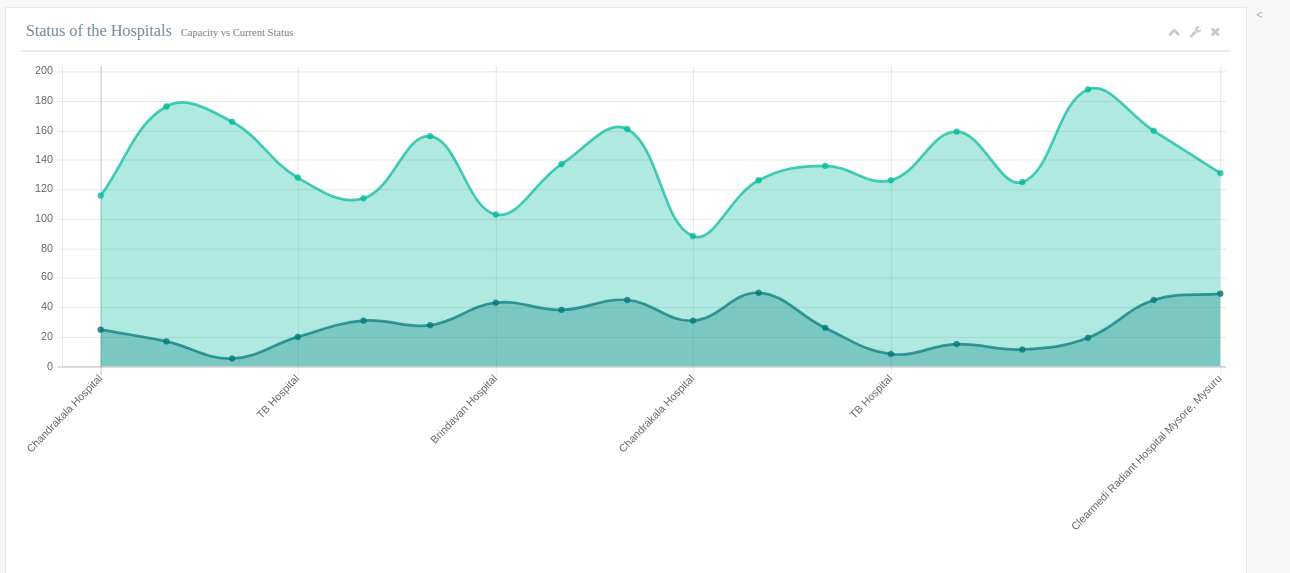 Status of the Hospitals Capacity vs Current Status
<
200
180
160
140
120
100
80
60
40
20
0
Chandrakala Hospital
TB Hospital
Brindavan Hospital
Chandrakala Hospital
TB Hospital
Clearmedi Radiant Hospital Mysore, Mysuru